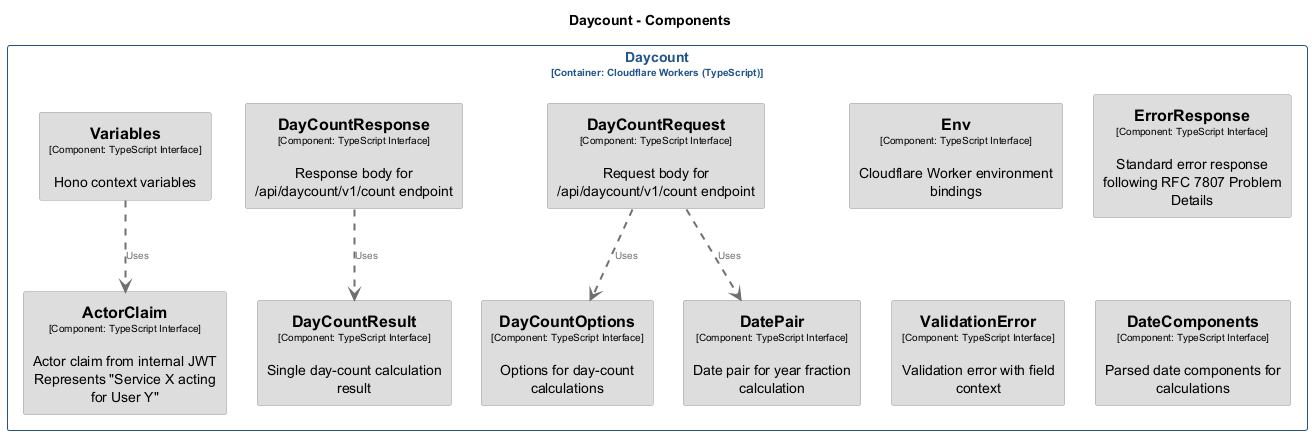 Daycount - Components
Daycount
[Container: Cloudflare Workers (TypeScript)]
Variables
[Component: TypeScript Interface]
Hono context variables
DayCountResponse
[Component: TypeScript Interface]
Response body for
/api/daycount/v1/count endpoint
DayCountRequest
[Component: TypeScript Interface]
Request body for
/api/daycount/v1/count endpoint
Env
[Component: TypeScript Interface]
Cloudflare Worker environment
bindings
ErrorResponse
[Component: TypeScript Interface]
Standard error response
following RFC 7807 Problem
Details
Uses
Uses
Uses
Uses
ActorClaim
[Component: TypeScript Interface]
Actor claim from internal JWT
Represents "Service X acting
for User Y"
DayCountResult
[Component: TypeScript Interface]
Single day-count calculation
result
DayCountOptions
[Component: TypeScript Interface]
Options for day-count
calculations
DatePair
[Component: TypeScript Interface]
Date pair for year fraction
calculation
ValidationError
[Component: TypeScript Interface]
Validation error with field
context
DateComponents
[Component: TypeScript Interface]
Parsed date components for
calculations